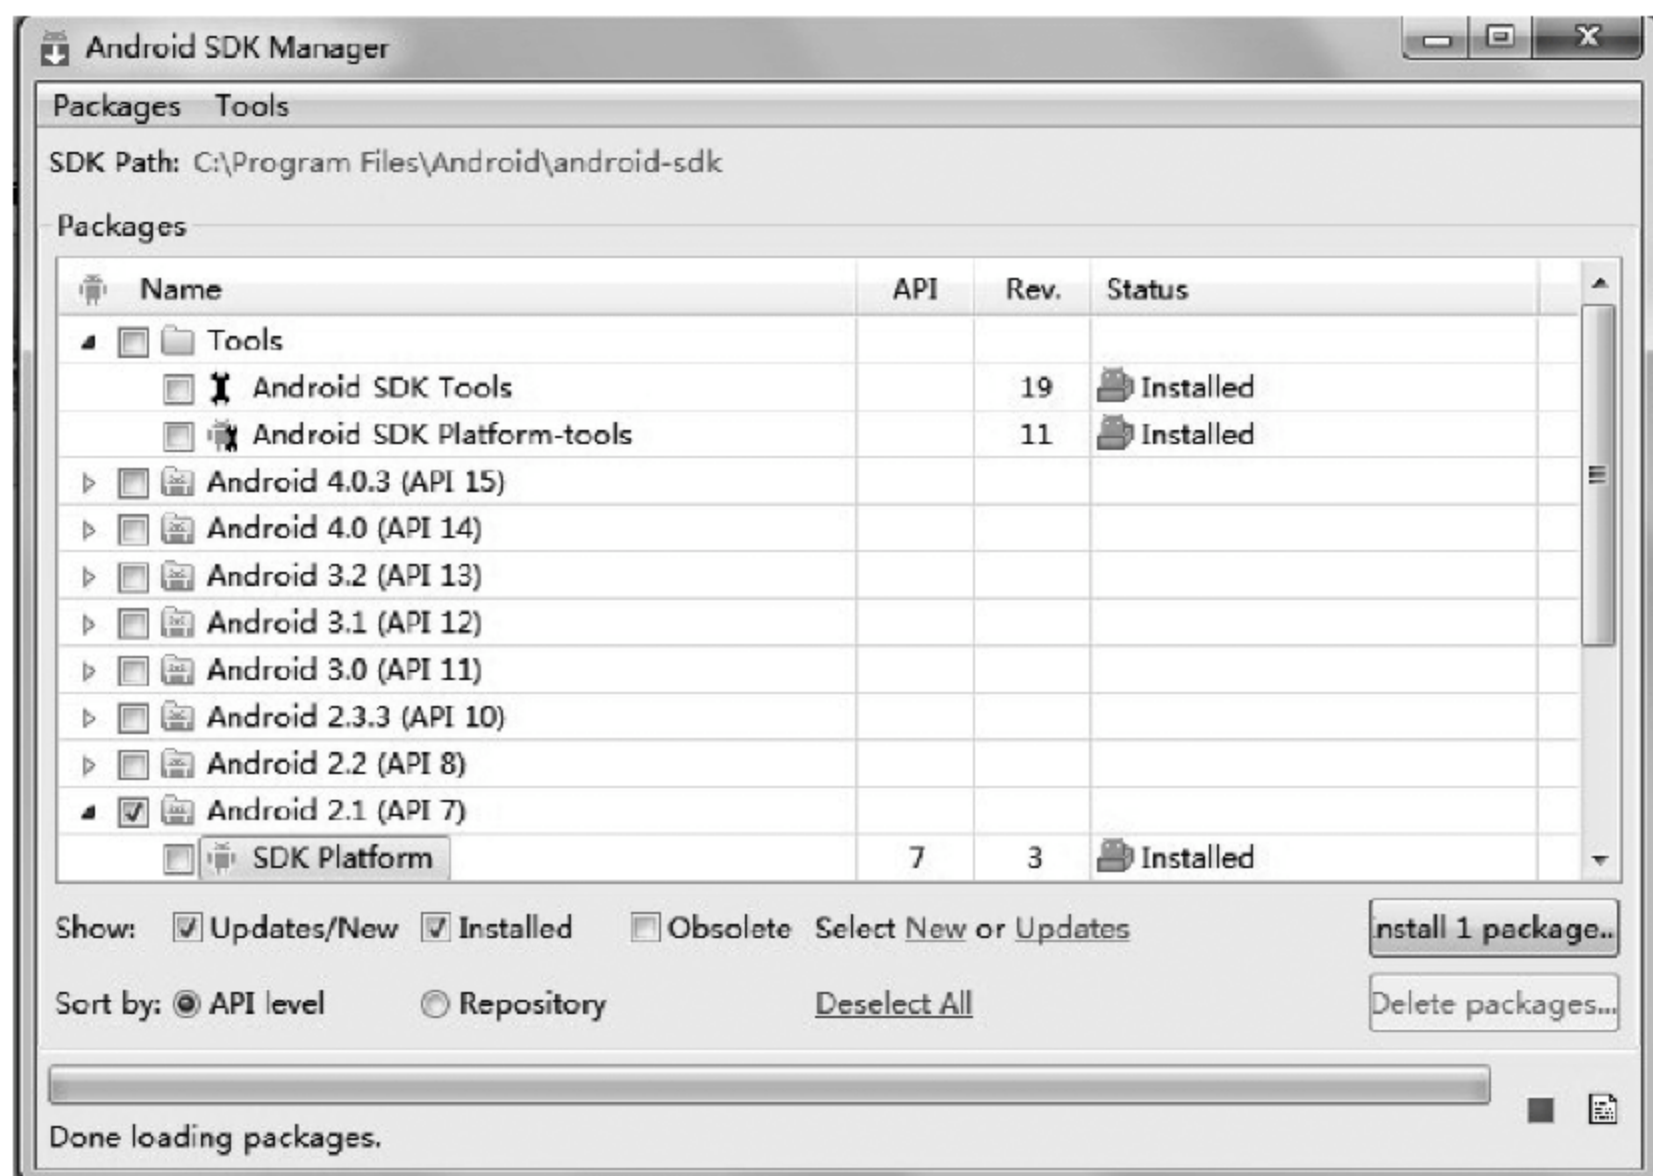 Android SDK Manager
Packages Tools
SDK Path: C:\Program Files\Android\android-sdk
Packages
Name API Rev. Status
Tools
Android SDK Tools 19 Installed
Android SDK Platform-tools 11 Installed
Android 4.0.3 (API 15)
Android 4.0 (API 14)
Android 3.2 (API 13)
Android 3.1 (API 12)
Android 3.0 (API 11)
Android 2.3.3 (API 10)
Android 2.2 (API 8)
Android 2.1 (API 7)
SDK Platform 7 3 Installed
Show: Updates/New Installed Obsolete Select New or Updates Install 1 package..
Sort by: API level Repository Deselect All Delete packages...
Done loading packages.